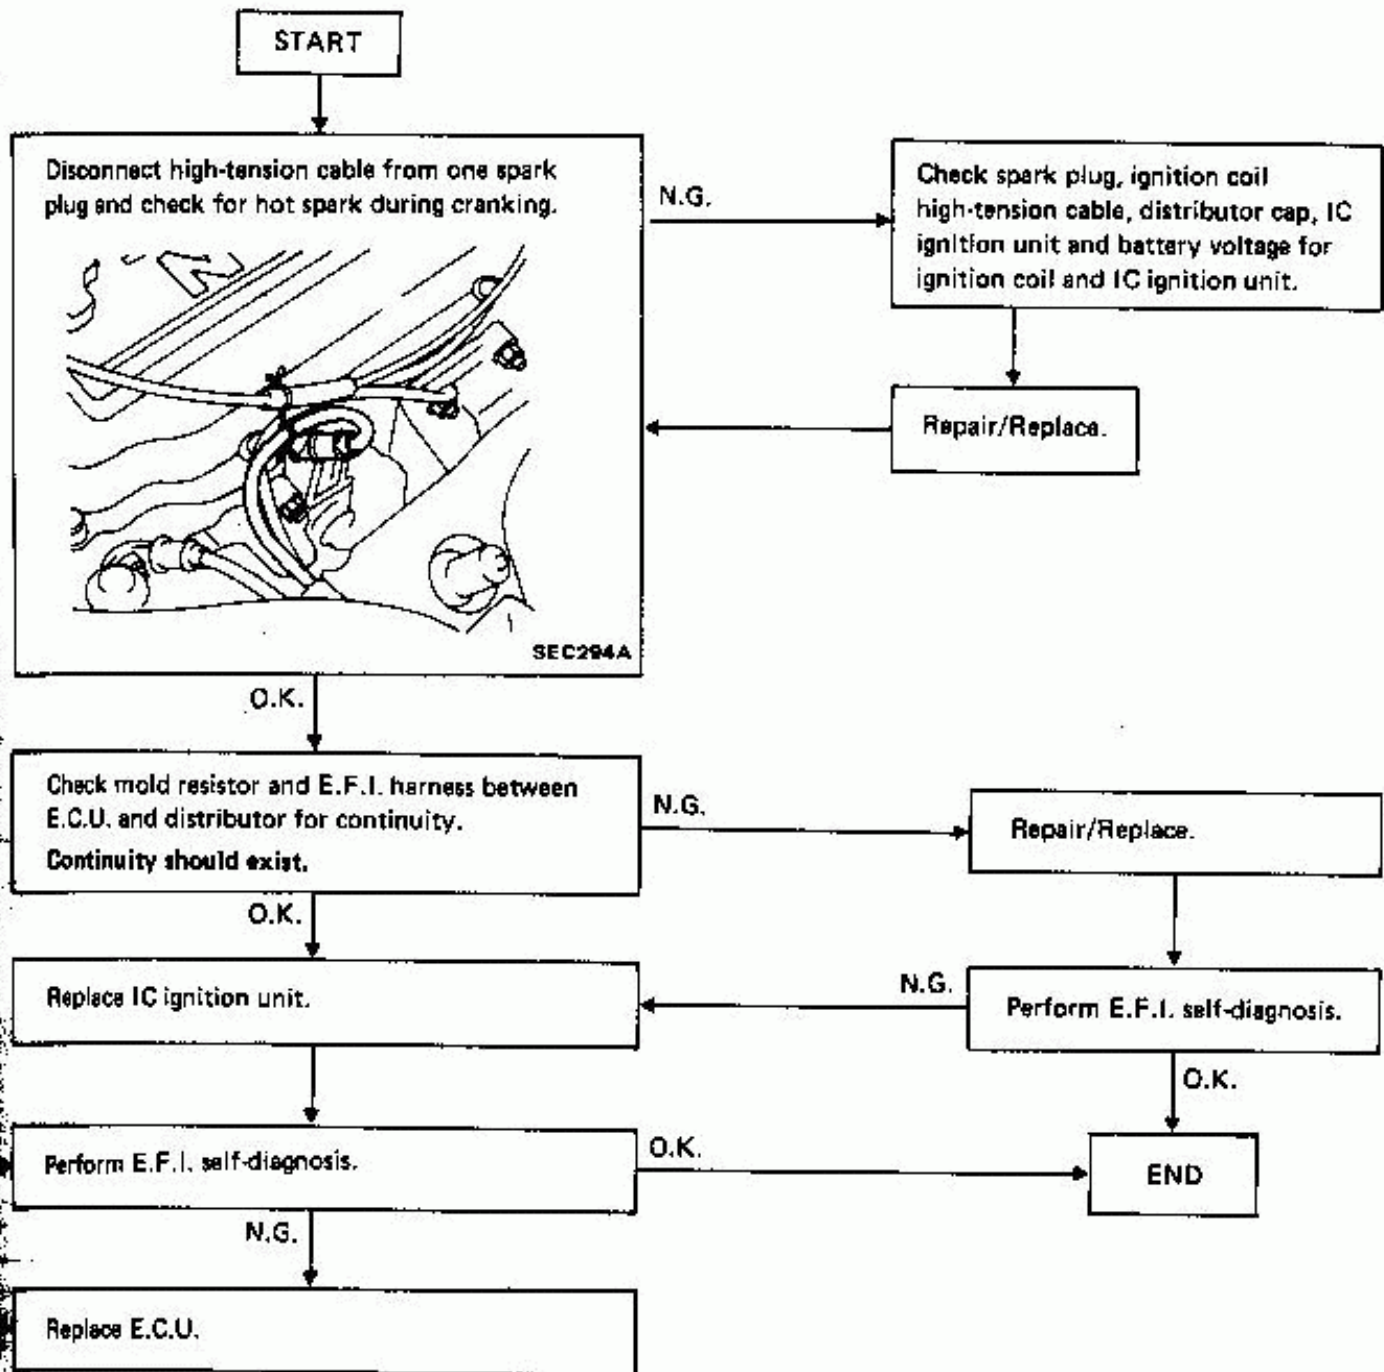 START
Disconnect high-tension cable from one spark
plug and check for hot spark during cranking.
N.G.
Check spark plug, ignition coil
high-tension cable, distributor cap, IC
ignition unit and battery voltage for
ignition coil and IC ignition unit.
Repair/Replace.
SEC294A
O.K.
Check mold resistor and E.F.I. harness between
E.C.U. and distributor for continuity.
Continuity should exist.
N.G.
Repair/Replace.
O.K.
Replace IC ignition unit.
N.G.
Perform E.F.I. self-diagnosis.
O.K.
Perform E.F.I. self-diagnosis.
O.K.
END
N.G.
Replace E.C.U.